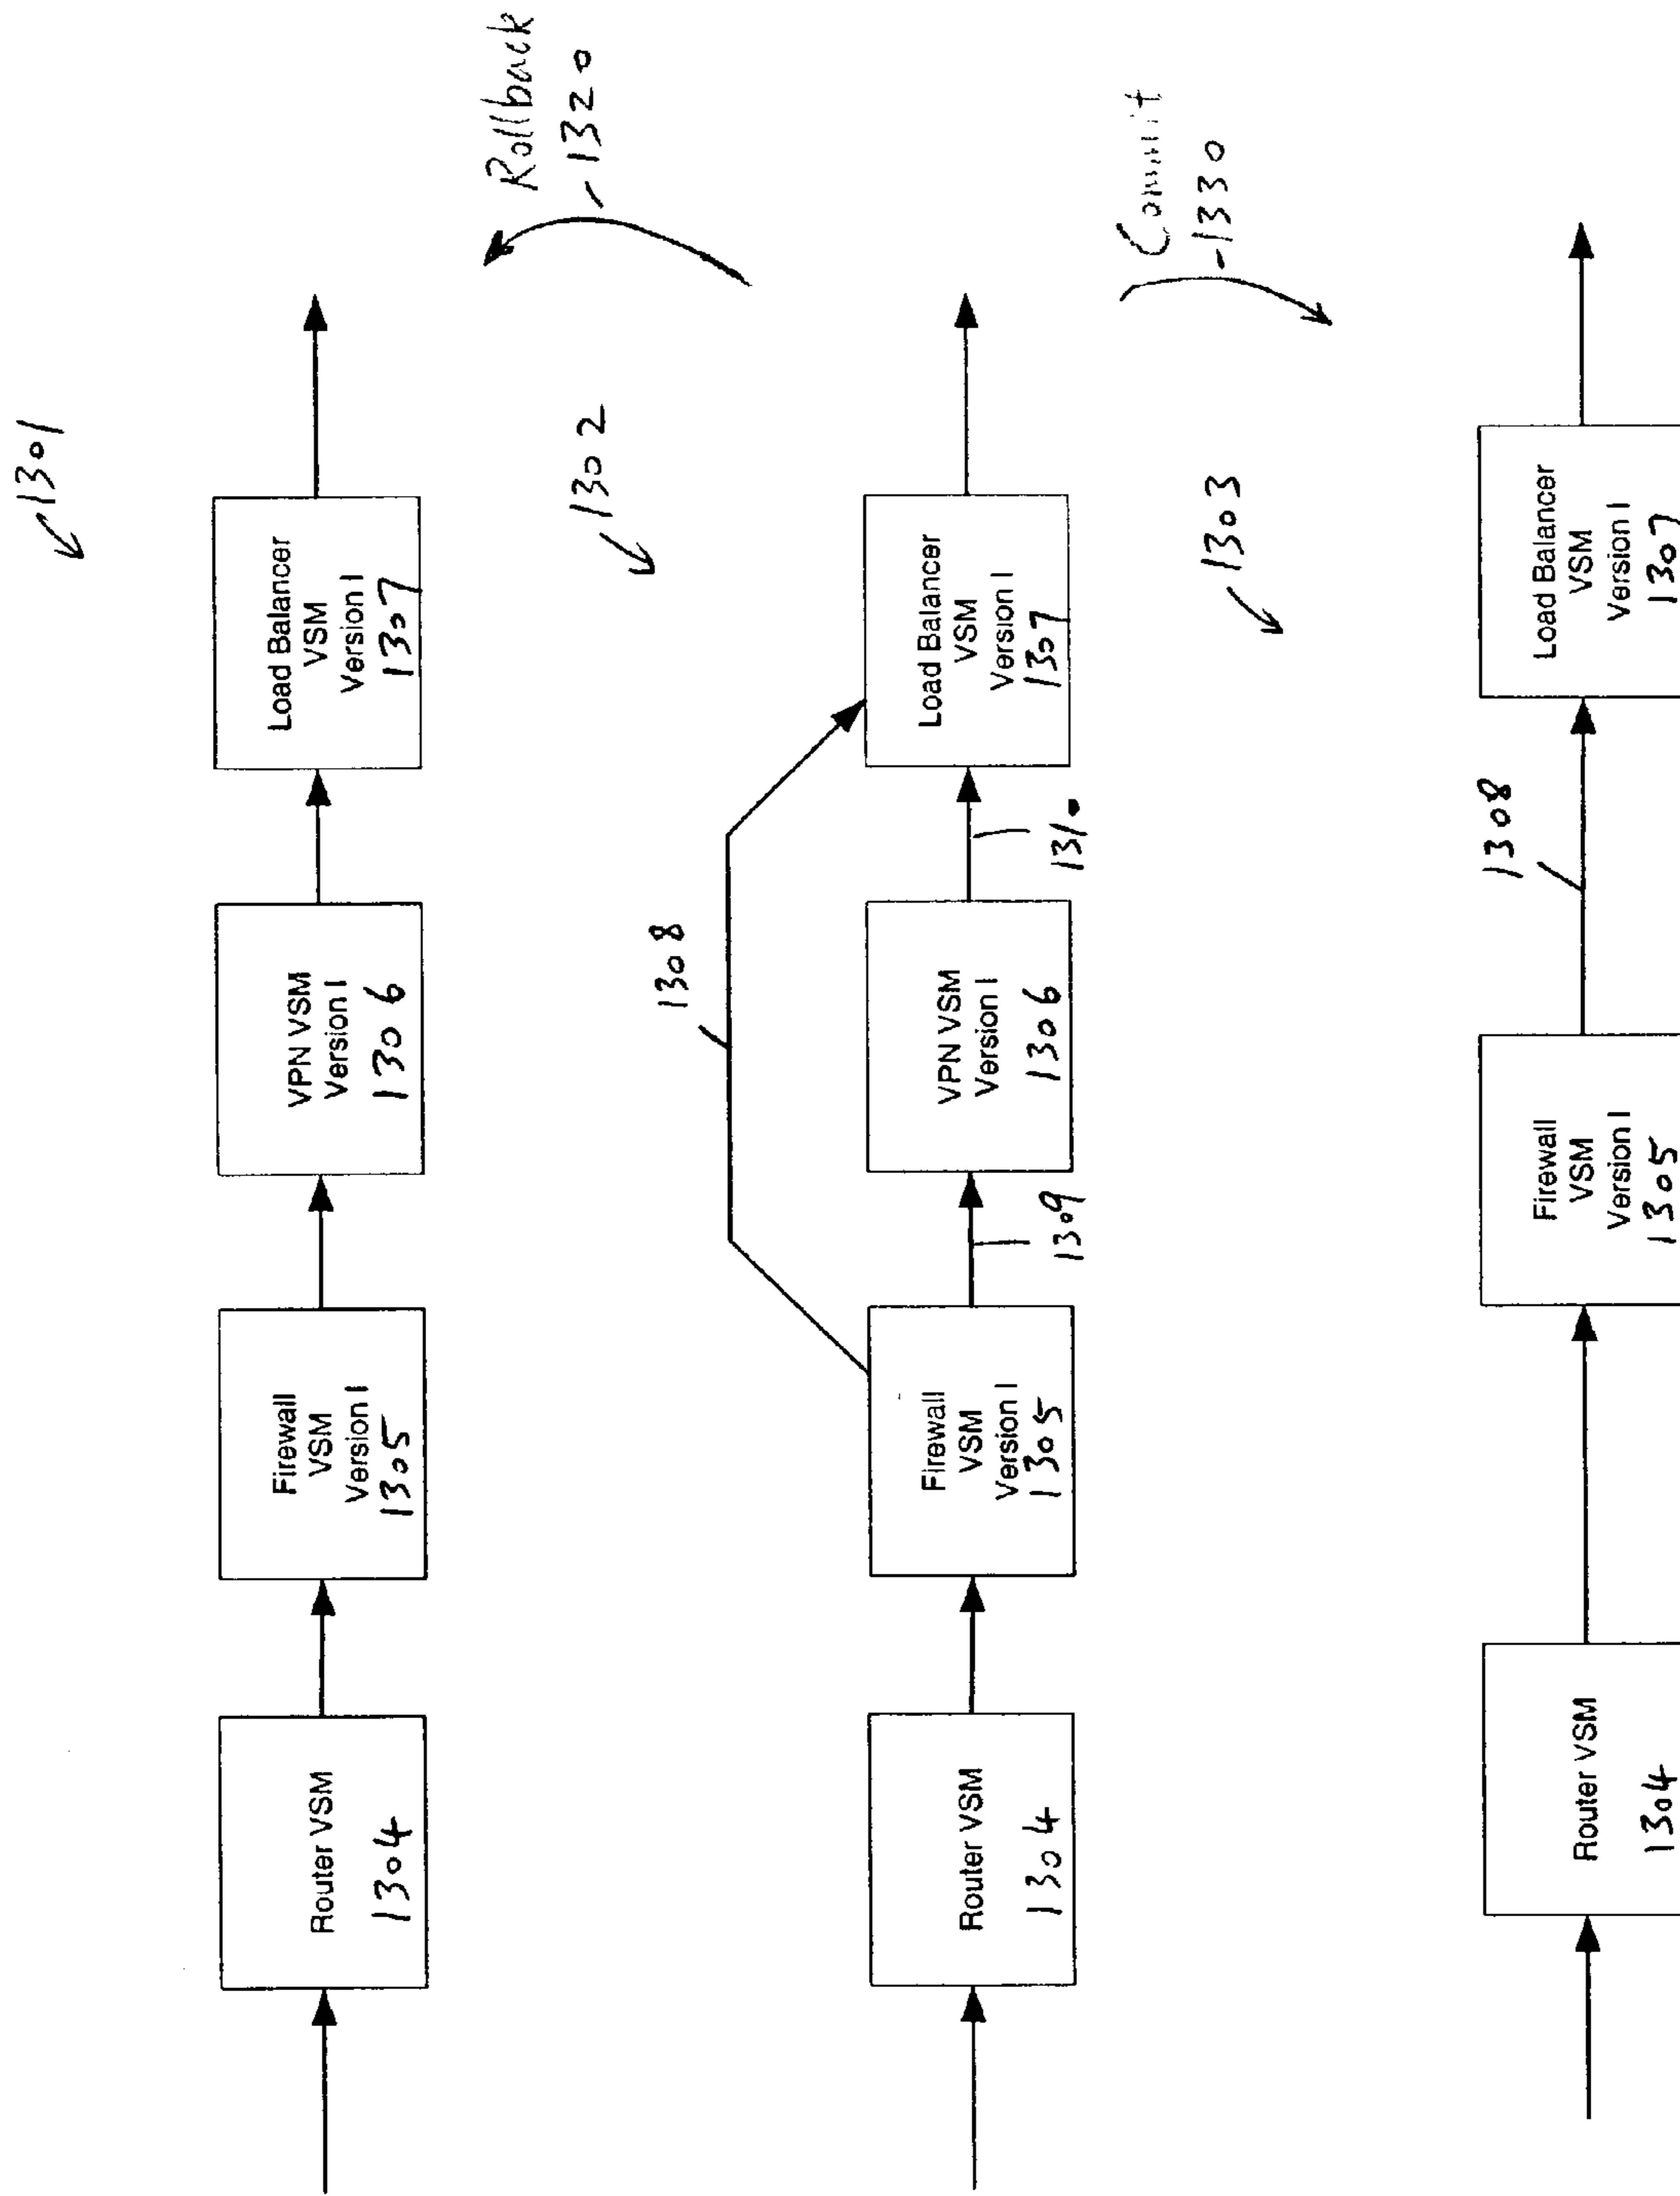 1301
Router VSM
1304
Firewall
VSM
Version I
1305
VPN VSM
Version I
1306
Load Balancer
VSM
Version I
1307
Rollback
1320
1302
Router VSM
1304
Firewall
VSM
Version I
1305
1309
VPN VSM
Version I
1306
1310
Load Balancer
VSM
Version I
1307
1308
Commit
1330
1303
Router VSM
1304
Firewall
VSM
Version I
1305
1308
Load Balancer
VSM
Version I
1307